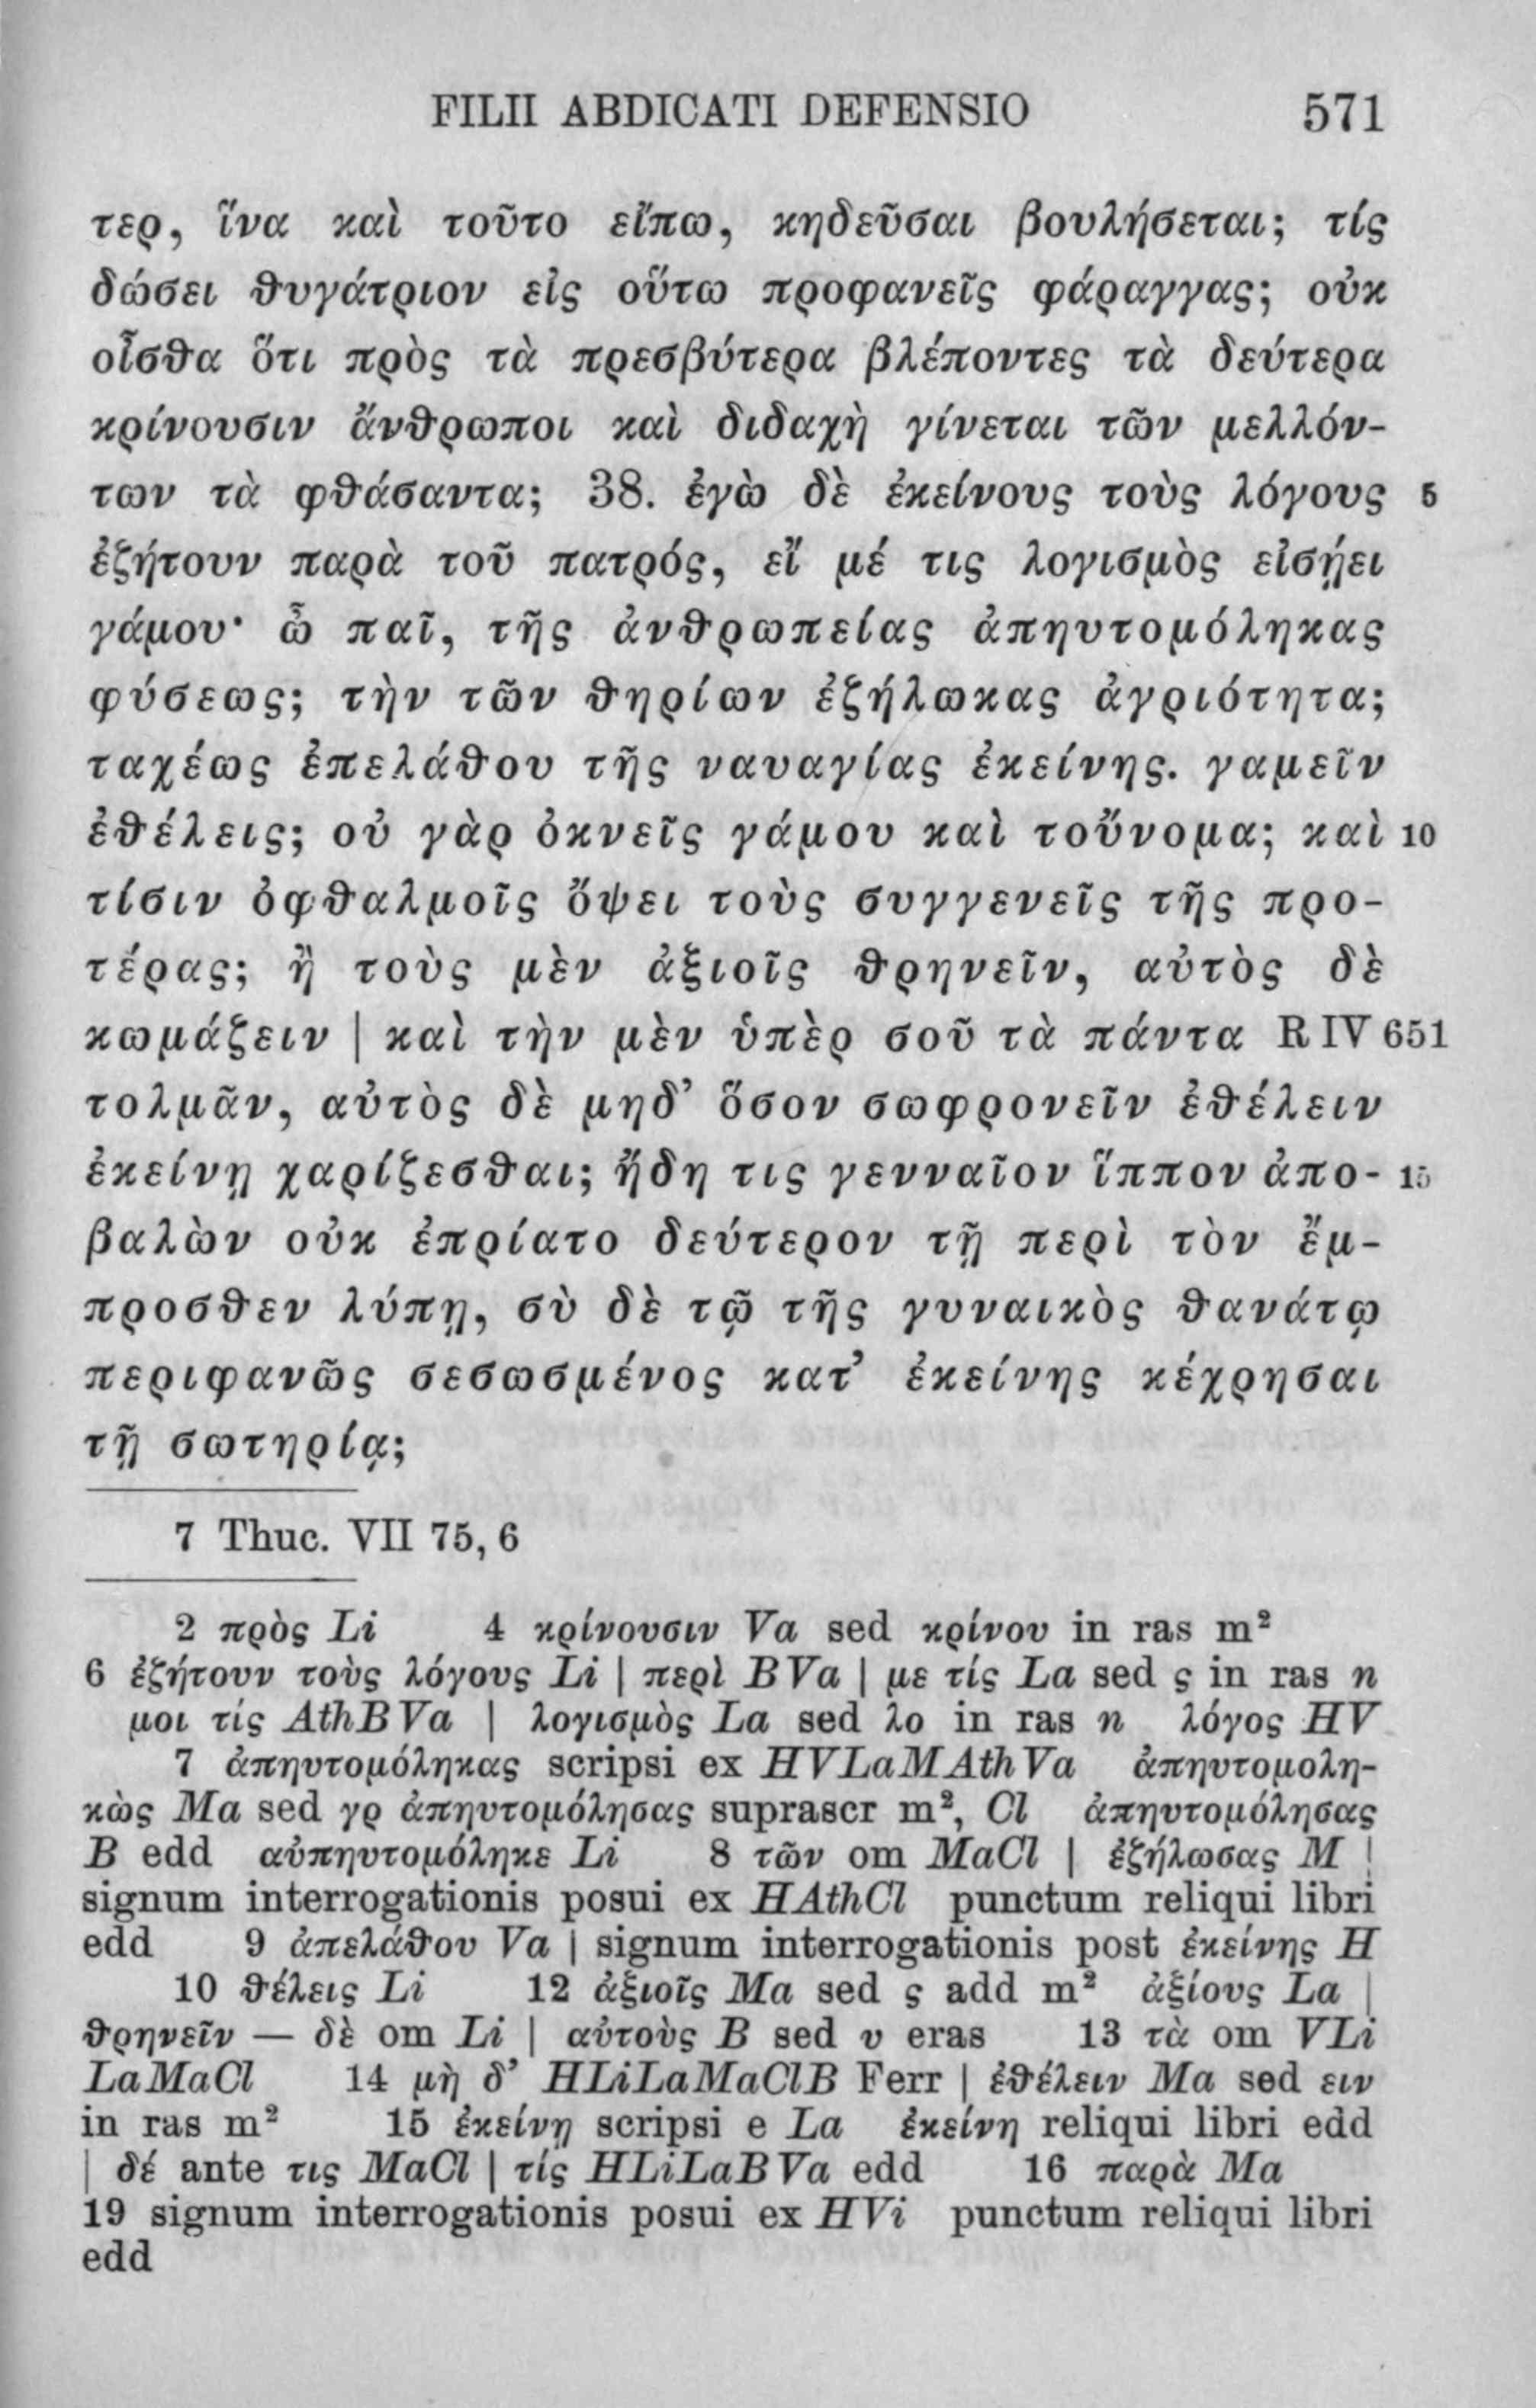 FILII ABDICATI DEFENSIO 571
τερ, ἵνα καὶ τοῦτο εἴπω, κηδεῦσαι βουλήσεται; τίς
δώσει θυγάτριον εἰς οὕτω προφανεῖς φάραγγας; οὐκ
οἶσθα ὅτι πρὸς τὰ πρεσβύτερα βλέποντες τὰ δεύτερα
κρίνουσιν ἄνθρωποι καὶ διδαχὴ γίνεται τῶν μελλόν-
των τὰ φθάσαντα; 38. ἐγὼ δὲ ἐκείνους τοὺς λόγους 5
ἐζήτουν παρὰ τοῦ πατρός, εἴ μέ τις λογισμὸς εἰσῄει
γάμου· ὦ παῖ, τῆς ἀνθρωπείας ἀπηυτομόληκας
φύσεως; τὴν τῶν θηρίων ἐζήλωκας ἀγριότητα;
ταχέως ἐπελάθου τῆς ναυαγίας ἐκείνης. γαμεῖν
ἐθέλεις; οὐ γὰρ ὀκνεῖς γάμου καὶ τοὔνομα; καὶ 10
τίσιν ὀφθαλμοῖς ὄψει τοὺς συγγενεῖς τῆς προ-
τέρας; ἢ τοὺς μὲν ἀξιοῖς θρηνεῖν, αὐτὸς δὲ
κωμάζειν | καὶ τὴν μὲν ὑπὲρ σοῦ τὰ πάντα R IV 651
τολμᾶν, αὐτὸς δὲ μηδ’ ὅσον σωφρονεῖν ἐθέλειν
ἐκείνῃ χαρίζεσθαι; ἤδη τις γενναῖον ἵππον ἀπο- 15
βαλὼν οὐκ ἐπρίατο δεύτερον τῇ περὶ τὸν ἔμ-
προσθεν λύπῃ, σὺ δὲ τῷ τῆς γυναικὸς θανάτῳ
περιφανῶς σεσωσμένος κατ’ ἐκείνης κέχρησαι
τῇ σωτηρίᾳ;
7 Thuc. VII 75, 6
2 πρὸς Li 4 κρίνουσιν Va sed κρίνου in ras m²
6 ἐζήτουν τοὺς λόγους Li | περὶ BVa | με τίς La sed ς in ras n
μοι τίς AthBVa | λογισμὸς La sed λο in ras n λόγος HV
7 ἀπηυτομόληκας scripsi ex HVLaMAthVa ἀπηυτομολη-
κὼς Ma sed γρ ἀπηυτομόλησας suprascr m², Cl ἀπηυτομόλησας
B edd αὐπηυτομόληκε Li 8 τῶν om MaCl | ἐζήλωσας M |
signum interrogationis posui ex HAthCl punctum reliqui libri
edd 9 ἀπελάθου Va | signum interrogationis post ἐκείνης H
10 θέλεις Li 12 ἀξιοῖς Ma sed ς add m² ἀξίους La |
θρηνεῖν — δὲ om Li | αὐτοὺς B sed υ eras 13 τὰ om VLi
LaMaCl 14 μὴ δ’ HLiLaMaClB Ferr | ἐθέλειν Ma sed ειν
in ras m² 15 ἐκείνῃ scripsi e La ἐκείνη reliqui libri edd
| δέ ante τις MaCl | τίς HLiLaBVa edd 16 παρὰ Ma
19 signum interrogationis posui ex HVi punctum reliqui libri
edd